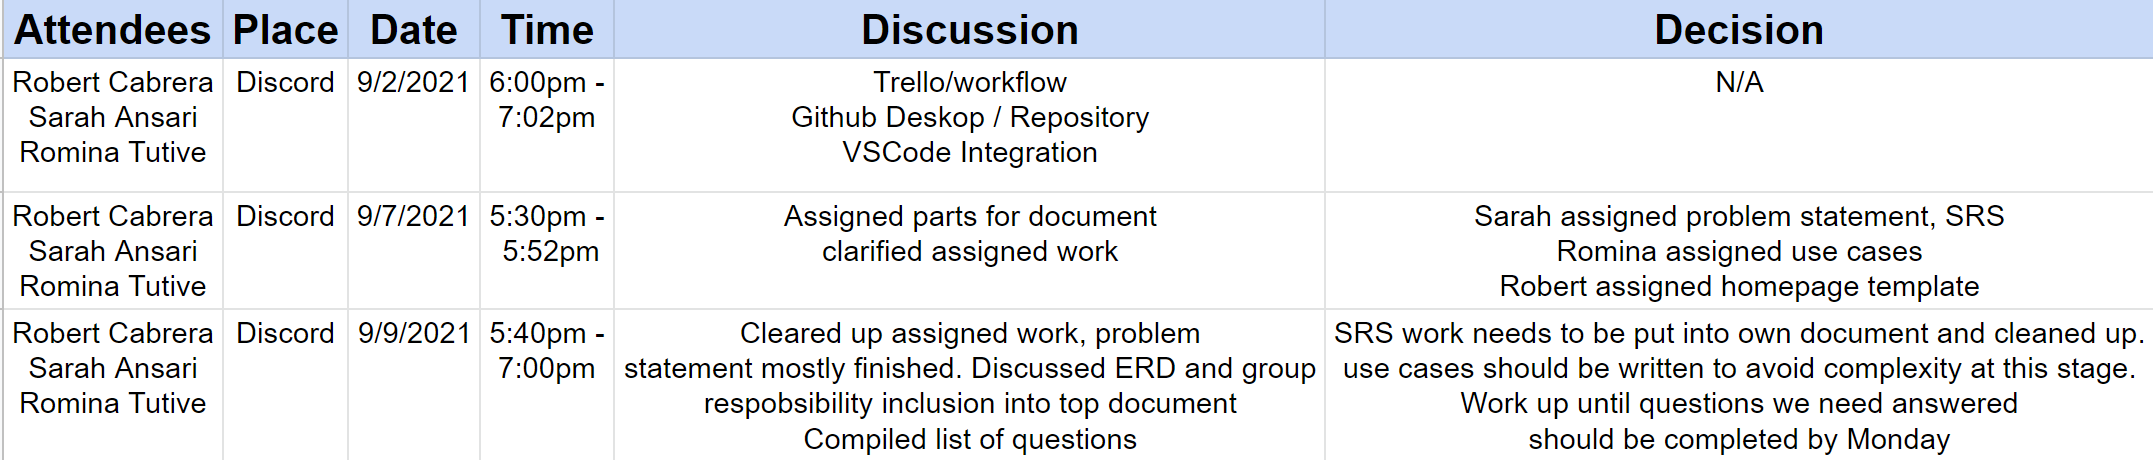 Attendees Place Date Time Discussion Decision
Robert Cabrera Discord 9/2/2021 6:00pm - Trello/workflow N/A
Sarah Ansari 7:02pm Github Deskop / Repository
Romina Tutive VSCode Integration
Robert Cabrera Discord 9/7/2021 5:30pm - Assigned parts for document Sarah assigned problem statement, SRS
Sarah Ansari 5:52pm clarified assigned work Romina assigned use cases
Romina Tutive Robert assigned homepage template
Robert Cabrera Discord 9/9/2021 5:40pm - Cleared up assigned work, problem SRS work needs to be put into own document and cleaned up.
Sarah Ansari 7:00pm statement mostly finished. Discussed ERD and group use cases should be written to avoid complexity at this stage.
Romina Tutive respobsibility inclusion into top document Work up until questions we need answered
Compiled list of questions should be completed by Monday